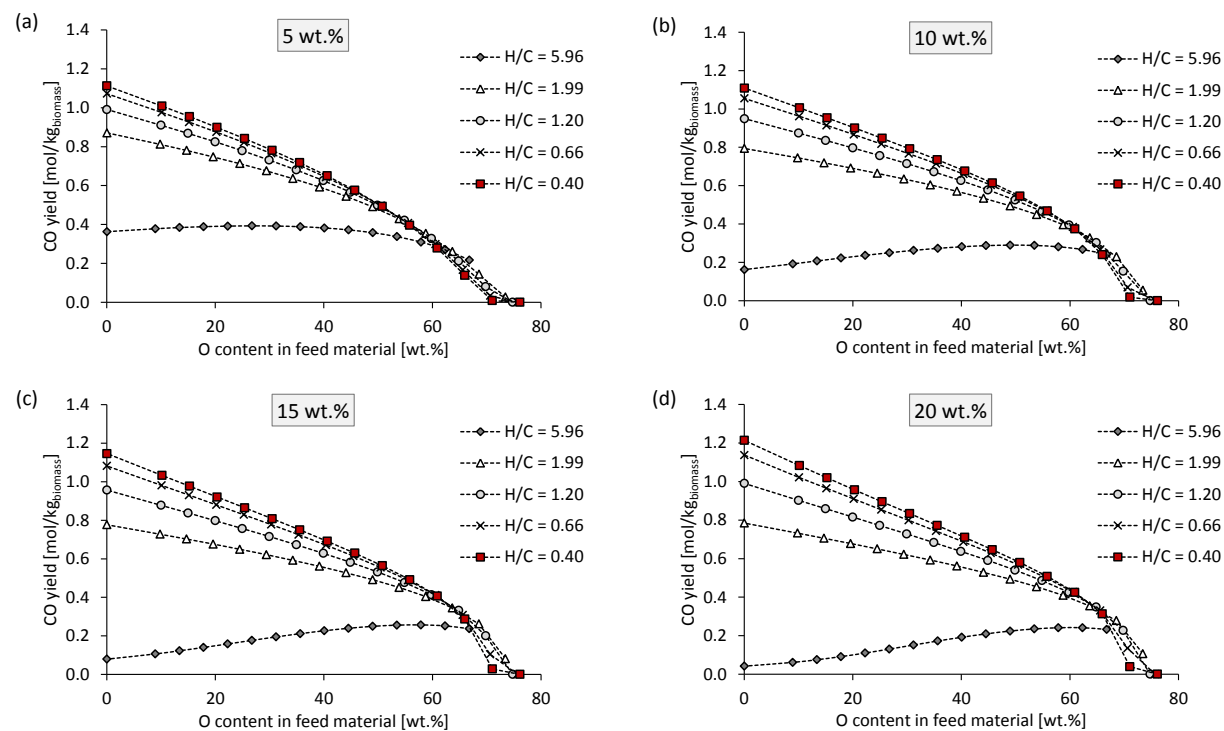 (a)
5 wt.%
CO yield [mol/kgbiomass]
1.4
1.2
1.0
0.8
0.6
0.4
0.2
0.0
0 20 40 60 80
O content in feed material [wt.%]
H/C = 5.96
H/C = 1.99
H/C = 1.20
H/C = 0.66
H/C = 0.40
(b)
10 wt.%
CO yield [mol/kgbiomass]
1.4
1.2
1.0
0.8
0.6
0.4
0.2
0.0
0 20 40 60 80
O content in feed material [wt.%]
H/C = 5.96
H/C = 1.99
H/C = 1.20
H/C = 0.66
H/C = 0.40
(c)
15 wt.%
CO yield [mol/kgbiomass]
1.4
1.2
1.0
0.8
0.6
0.4
0.2
0.0
0 20 40 60 80
O content in feed material [wt.%]
H/C = 5.96
H/C = 1.99
H/C = 1.20
H/C = 0.66
H/C = 0.40
(d)
20 wt.%
CO yield [mol/kgbiomass]
1.4
1.2
1.0
0.8
0.6
0.4
0.2
0.0
0 20 40 60 80
O content in feed material [wt.%]
H/C = 5.96
H/C = 1.99
H/C = 1.20
H/C = 0.66
H/C = 0.40